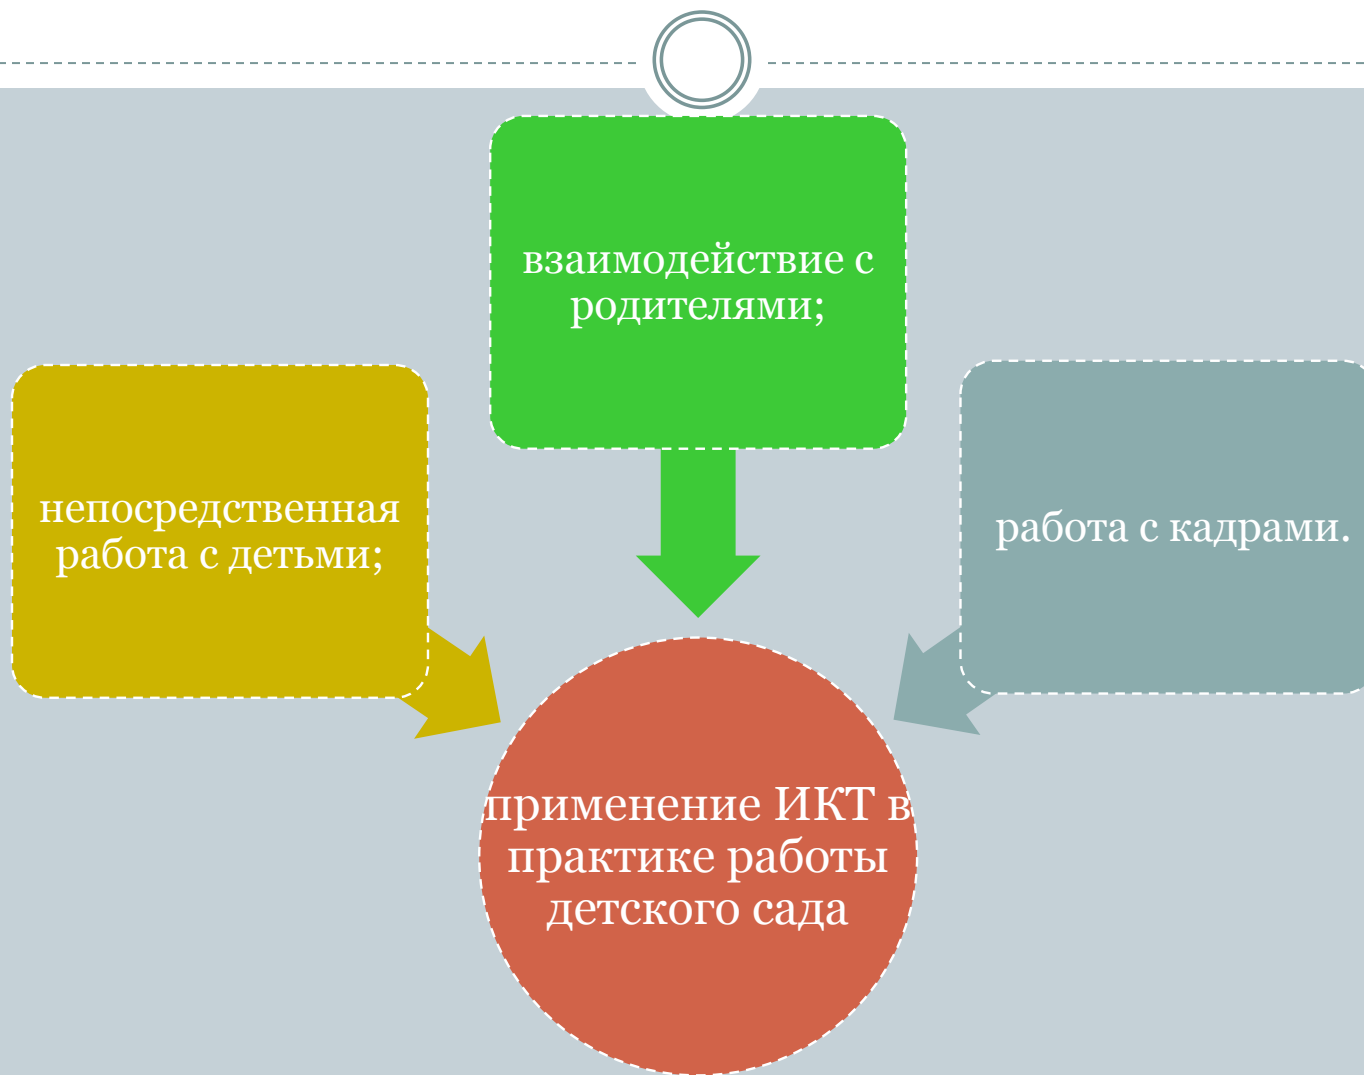 взаимодействие с
родителями;
непосредственная
работа с детьми;
работа с кадрами.
применение ИКТ в
практике работы
детского сада